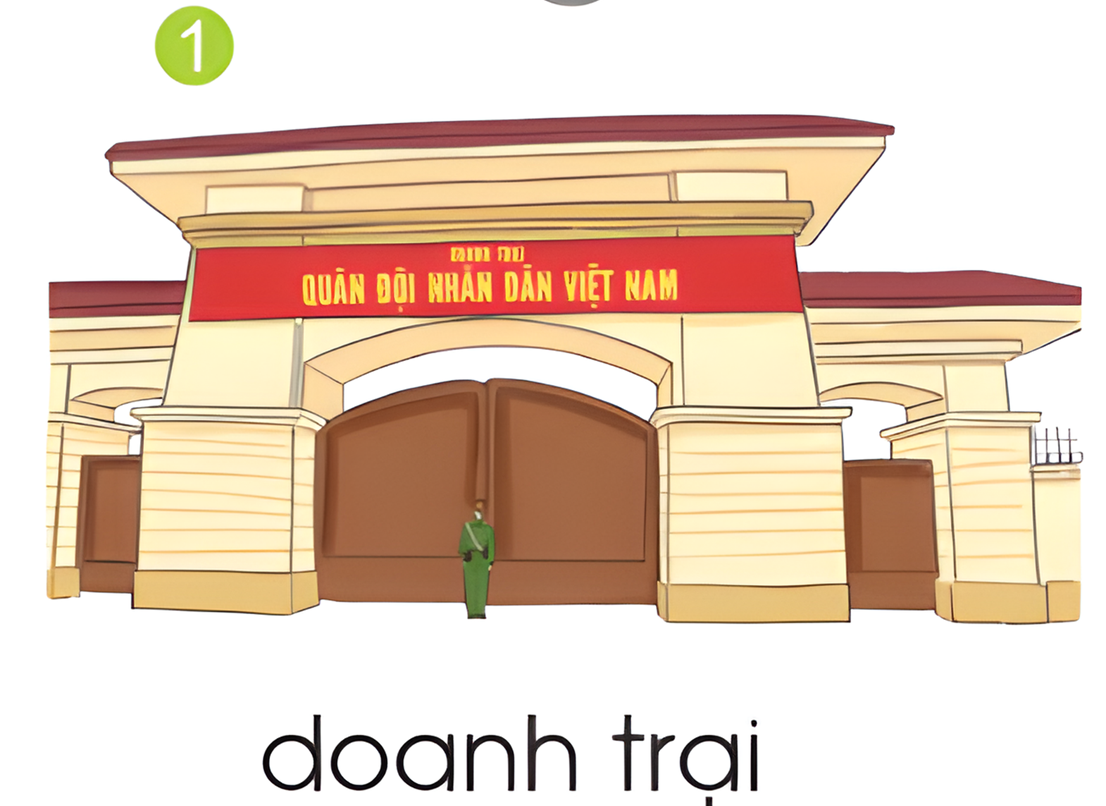 1
QUÂN ĐỘI NHÂN DÂN VIỆT NAM
doanh trại